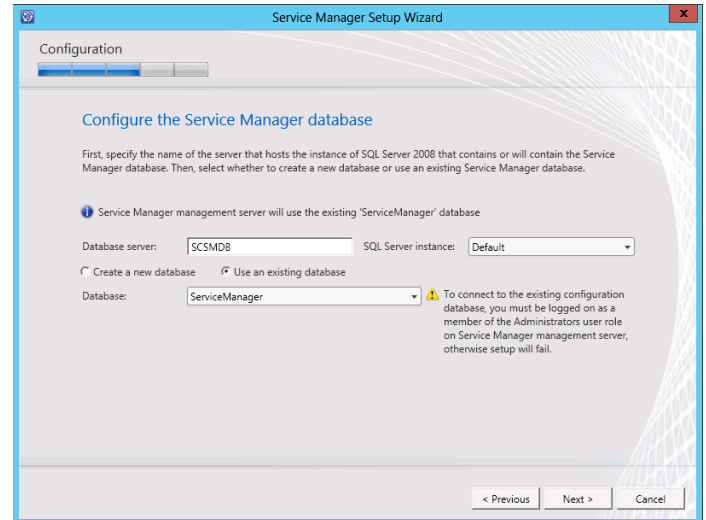 Service Manager Setup Wizard
x
Configuration
Configure the Service Manager database
First, specify the name of the server that hosts the instance of SQL Server 2008 that contains or will contain the Service
Manager database. Then, select whether to create a new database or use an existing Service Manager database.
Service Manager management server will use the existing 'ServiceManager' database
Database server: SCSMDB SQL Server instance: Default
Create a new database Use an existing database
Database: ServiceManager
To connect to the existing configuration
database, you must be logged on as a
member of the Administrators user role
on Service Manager management server,
otherwise setup will fail.
< Previous Next > Cancel